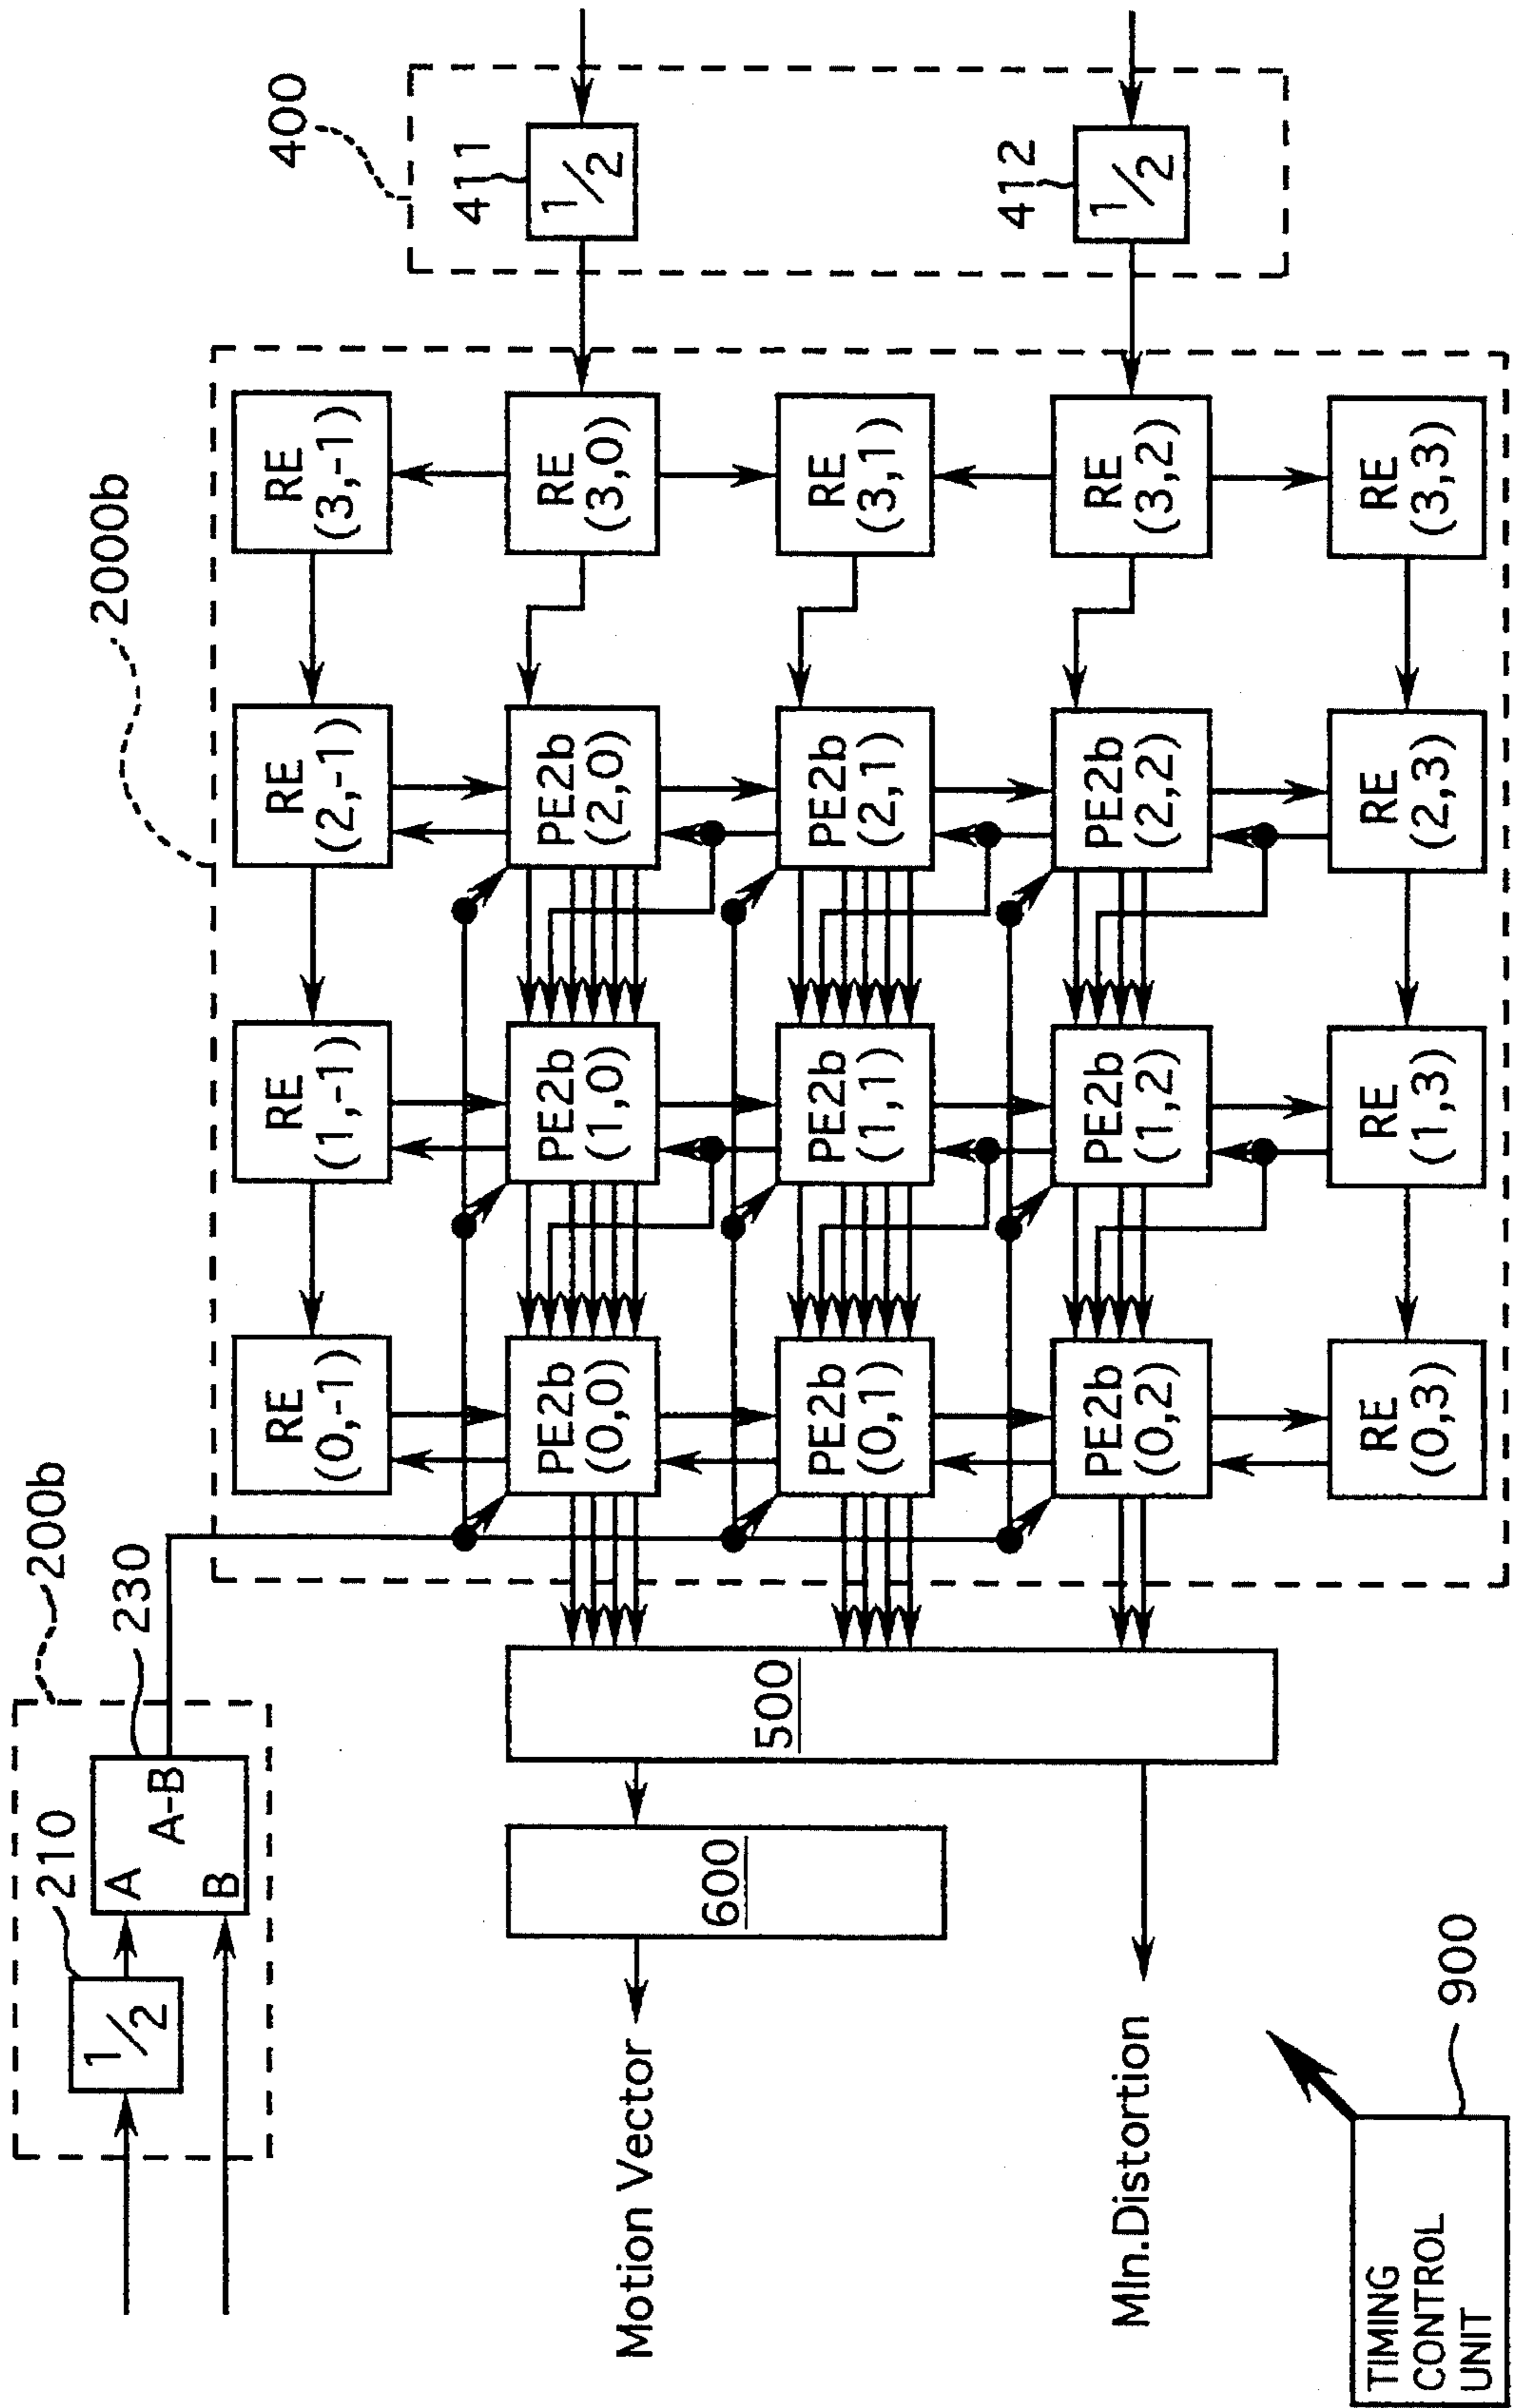 200b
210
1/2
A
A-B
B
230
2000b
400
RE
(0,-1)
RE
(1,-1)
RE
(2,-1)
RE
(3,-1)
411
1/2
PE2b
(0,0)
PE2b
(1,0)
PE2b
(2,0)
RE
(3,0)
Motion Vector
600
500
PE2b
(0,1)
PE2b
(1,1)
PE2b
(2,1)
RE
(3,1)
412
1/2
MIn.Distortion
PE2b
(0,2)
PE2b
(1,2)
PE2b
(2,2)
RE
(3,2)
RE
(0,3)
RE
(1,3)
RE
(2,3)
RE
(3,3)
TIMING
CONTROL
UNIT
900